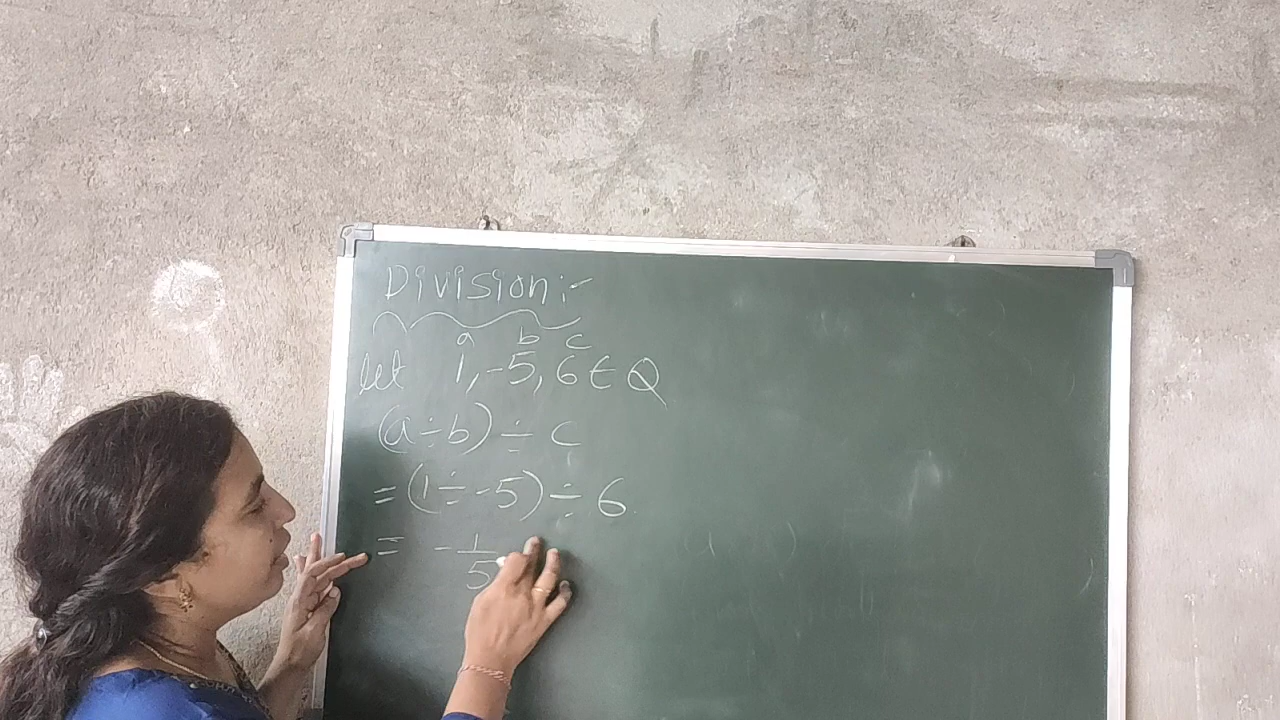 Division :-
a b c
let 1, -5, 6 ∈ Q
(a ÷ b) ÷ c
= (1 ÷ -5) ÷ 6
= -1/5